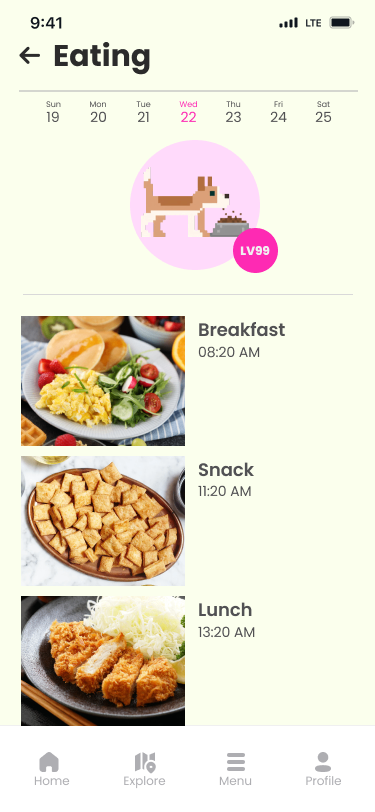 9:41
LTE
Eating
Sun Mon Tue Wed Thu Fri Sat
19 20 21 22 23 24 25
LV99
Breakfast
08:20 AM
Snack
11:20 AM
Lunch
13:20 AM
Home Explore Menu Profile